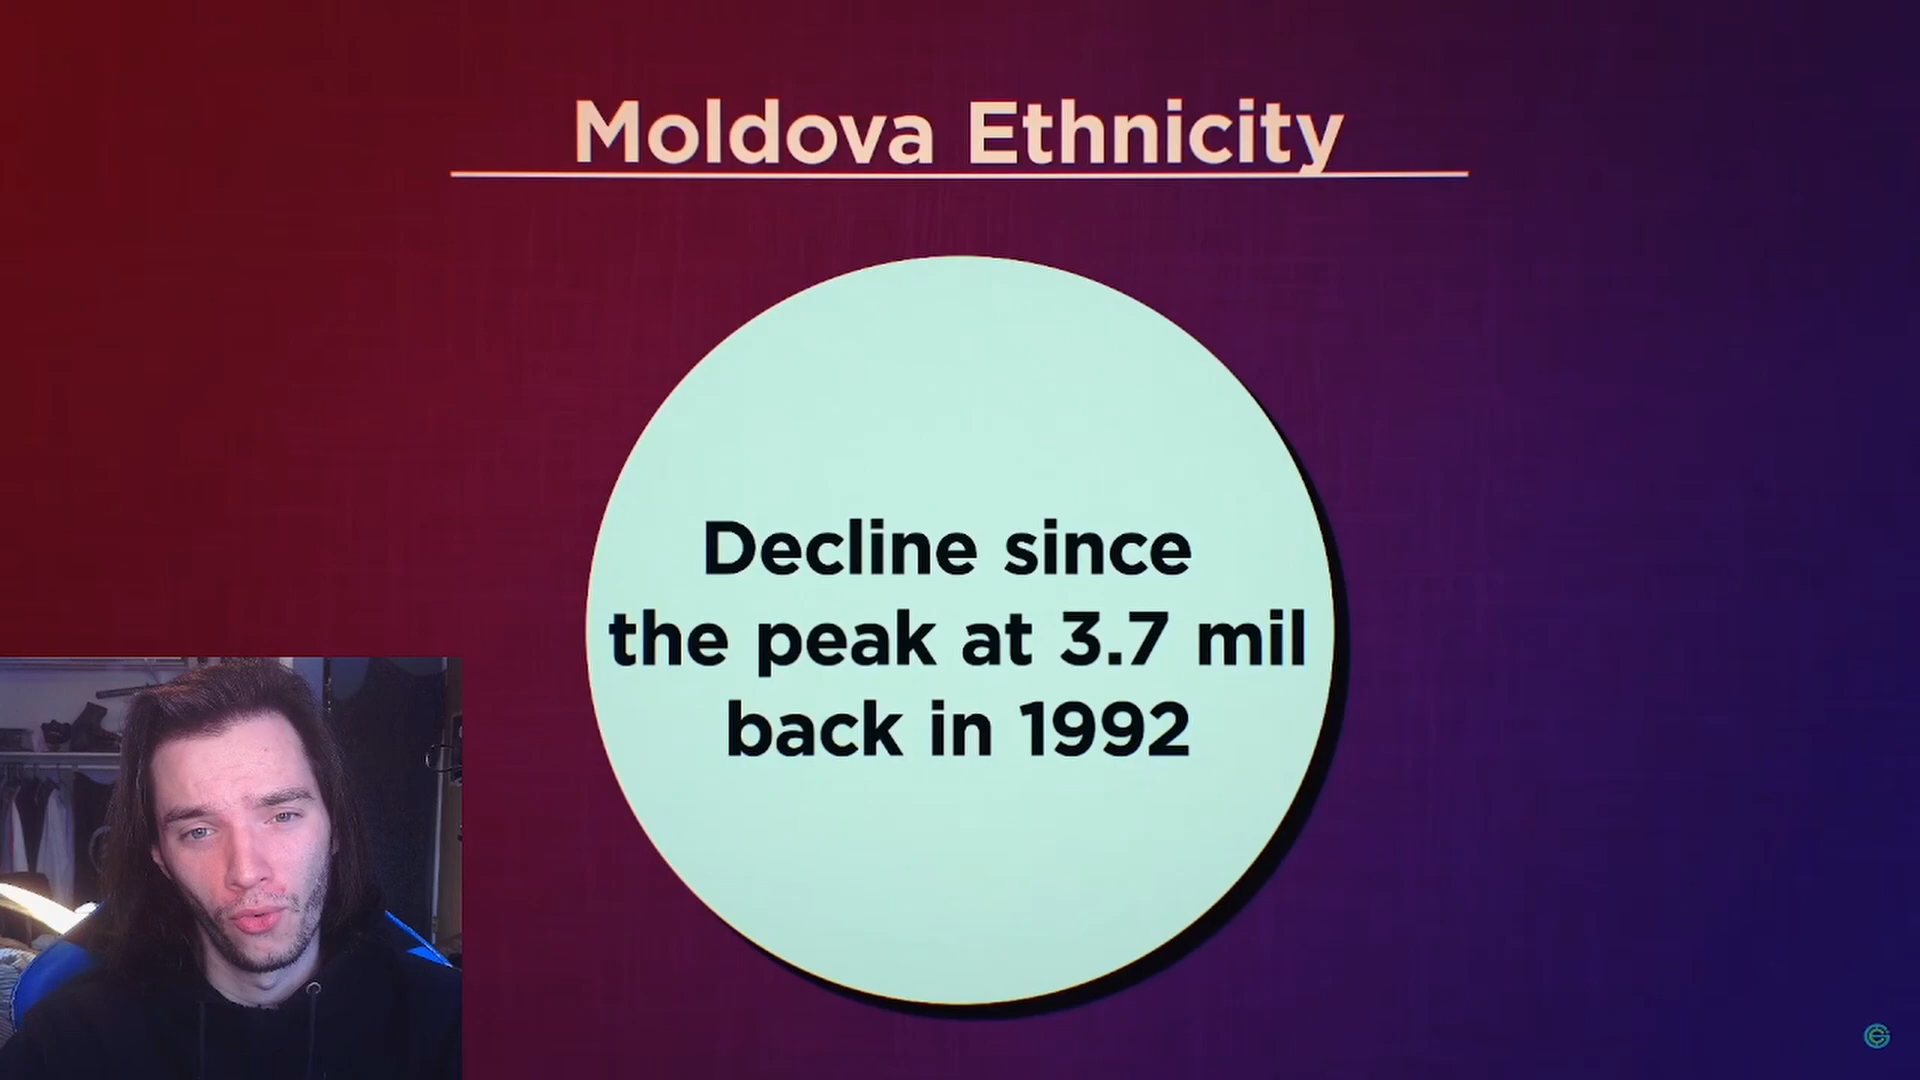 Moldova Ethnicity
Decline since
the peak at 3.7 mil
back in 1992